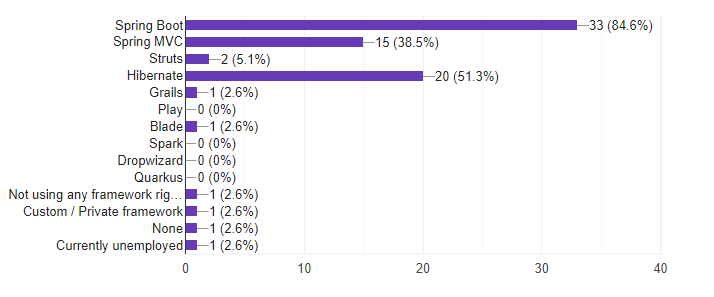 Spring Boot 33 (84.6%)
Spring MVC 15 (38.5%)
Struts 2 (5.1%)
Hibernate 20 (51.3%)
Grails 1 (2.6%)
Play 0 (0%)
Blade 1 (2.6%)
Spark 0 (0%)
Dropwizard 0 (0%)
Quarkus 0 (0%)
Not using any framework rig... 1 (2.6%)
Custom / Private framework 1 (2.6%)
None 1 (2.6%)
Currently unemployed 1 (2.6%)
0 10 20 30 40